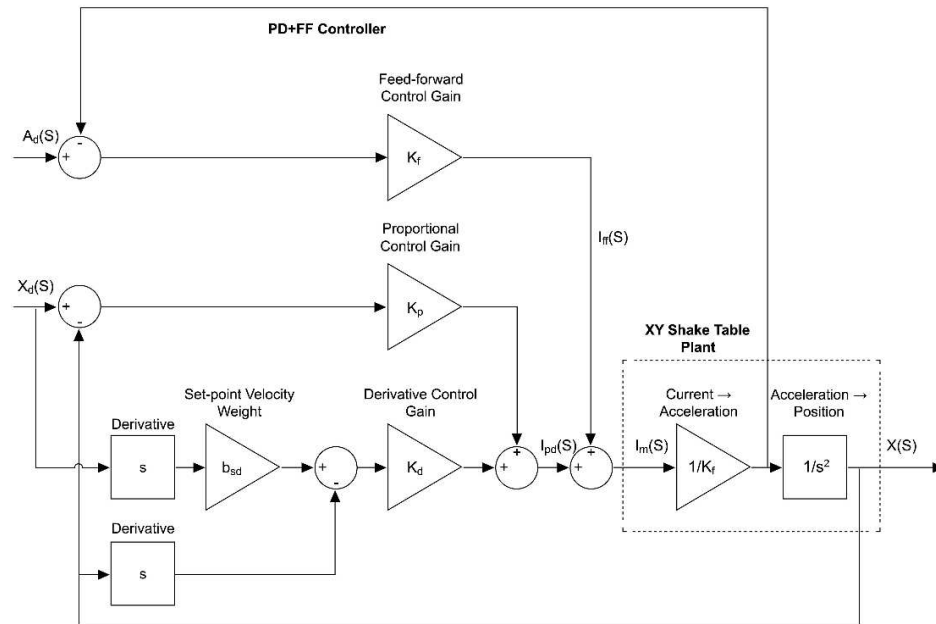 PD+FF Controller
Feed-forward
Control Gain
A_d(S)
-
+
K_f
Proportional
Control Gain
I_ff(S)
X_d(S)
+
-
K_p
XY Shake Table
Plant
Set-point Velocity
Weight
Derivative Control
Gain
Current →
Acceleration
Acceleration →
Position
Derivative
s
b_sd
+
-
K_d
+
+
I_pd(S)
+
+
I_m(S)
1/K_f
1/s²
X(S)
Derivative
s